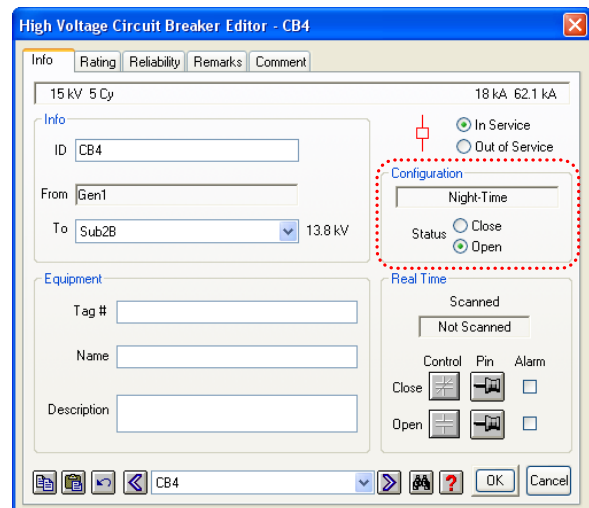 High Voltage Circuit Breaker Editor - CB4
Info Rating Reliability Remarks Comment
15 kV 5 Cy 18 kA 62.1 kA
Info
ID CB4
From Gen1
To Sub2B 13.8 kV
In Service
Out of Service
Configuration
Night-Time
Status Close
Open
Equipment
Tag #
Name
Description
Real Time
Scanned
Not Scanned
Control Pin Alarm
Close
Open
CB4 ? OK Cancel